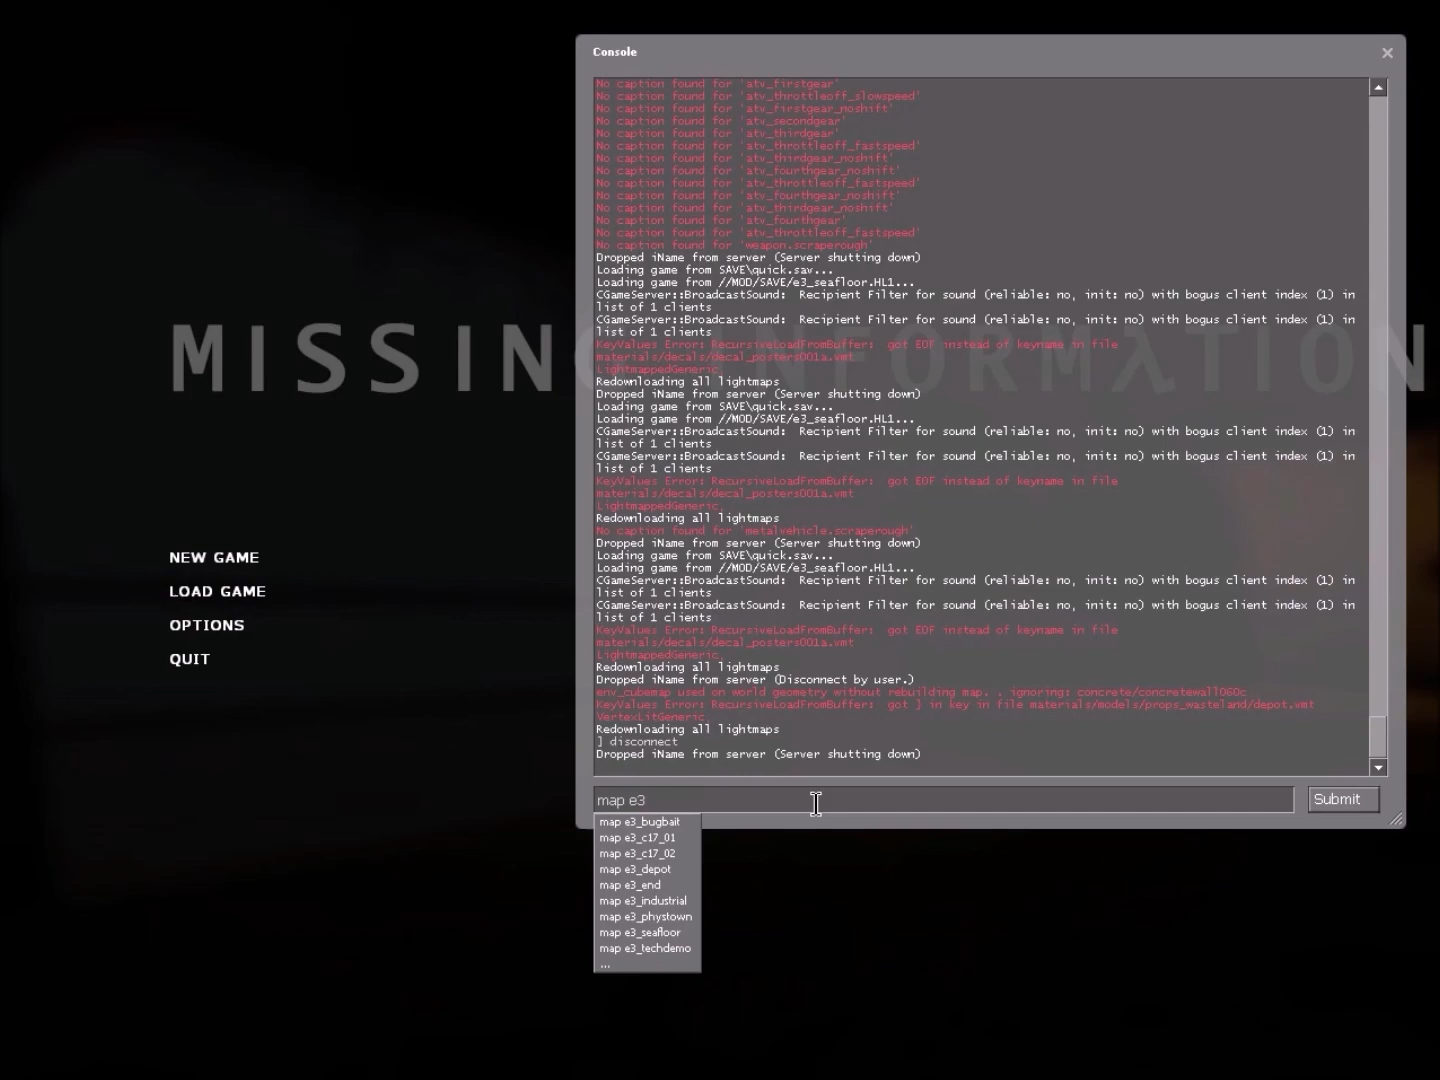 Console
No caption found for 'atv_firstgear'
No caption found for 'atv_throttleoff_slowspeed'
No caption found for 'atv_firstgear_noshift'
No caption found for 'atv_secondgear'
No caption found for 'atv_thirdgear'
No caption found for 'atv_throttleoff_fastspeed'
No caption found for 'atv_thirdgear_noshift'
No caption found for 'atv_fourthgear_noshift'
No caption found for 'atv_throttleoff_fastspeed'
No caption found for 'atv_fourthgear_noshift'
No caption found for 'atv_thirdgear_noshift'
No caption found for 'atv_fourthgear'
No caption found for 'atv_throttleoff_fastspeed'
No caption found for 'weapon.scraperough'
Dropped iName from server (Server shutting down)
Loading game from SAVE\quick.sav...
Loading game from //MOD/SAVE/e3_seafloor.HL1...
CGameServer::BroadcastSound:  Recipient Filter for sound (reliable: no, init: no) with bogus client index (1) in
list of 1 clients
CGameServer::BroadcastSound:  Recipient Filter for sound (reliable: no, init: no) with bogus client index (1) in
list of 1 clients
KeyValues Error: RecursiveLoadFromBuffer:  got EOF instead of keyname in file
materials/decals/decal_posters001a.vmt
LightmappedGeneric,
Redownloading all lightmaps
Dropped iName from server (Server shutting down)
Loading game from SAVE\quick.sav...
Loading game from //MOD/SAVE/e3_seafloor.HL1...
CGameServer::BroadcastSound:  Recipient Filter for sound (reliable: no, init: no) with bogus client index (1) in
list of 1 clients
CGameServer::BroadcastSound:  Recipient Filter for sound (reliable: no, init: no) with bogus client index (1) in
list of 1 clients
KeyValues Error: RecursiveLoadFromBuffer:  got EOF instead of keyname in file
materials/decals/decal_posters001a.vmt
LightmappedGeneric,
Redownloading all lightmaps
No caption found for 'metalvehicle.scraperough'
Dropped iName from server (Server shutting down)
Loading game from SAVE\quick.sav...
Loading game from //MOD/SAVE/e3_seafloor.HL1...
CGameServer::BroadcastSound:  Recipient Filter for sound (reliable: no, init: no) with bogus client index (1) in
list of 1 clients
CGameServer::BroadcastSound:  Recipient Filter for sound (reliable: no, init: no) with bogus client index (1) in
list of 1 clients
KeyValues Error: RecursiveLoadFromBuffer:  got EOF instead of keyname in file
materials/decals/decal_posters001a.vmt
LightmappedGeneric,
Redownloading all lightmaps
Dropped iName from server (Disconnect by user.)
env_cubemap used on world geometry without rebuilding map. . ignoring: concrete/concretewall060c
KeyValues Error: RecursiveLoadFromBuffer:  got } in key in file materials/models/props_wasteland/depot.vmt
VertexLitGeneric,
Redownloading all lightmaps
] disconnect
Dropped iName from server (Server shutting down)
MISSING INFORMλTION
NEW GAME
LOAD GAME
OPTIONS
QUIT
map e3
Submit
map e3_bugbait
map e3_c17_01
map e3_c17_02
map e3_depot
map e3_end
map e3_industrial
map e3_phystown
map e3_seafloor
map e3_techdemo
...